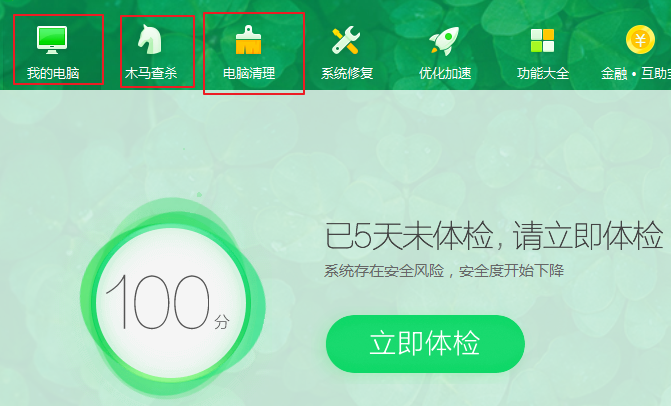 我的电脑 木马查杀 电脑清理 系统修复 优化加速 功能大全 金融•互助宝
已5天未体检, 请立即体检
系统存在安全风险，安全度开始下降
100分
立即体检